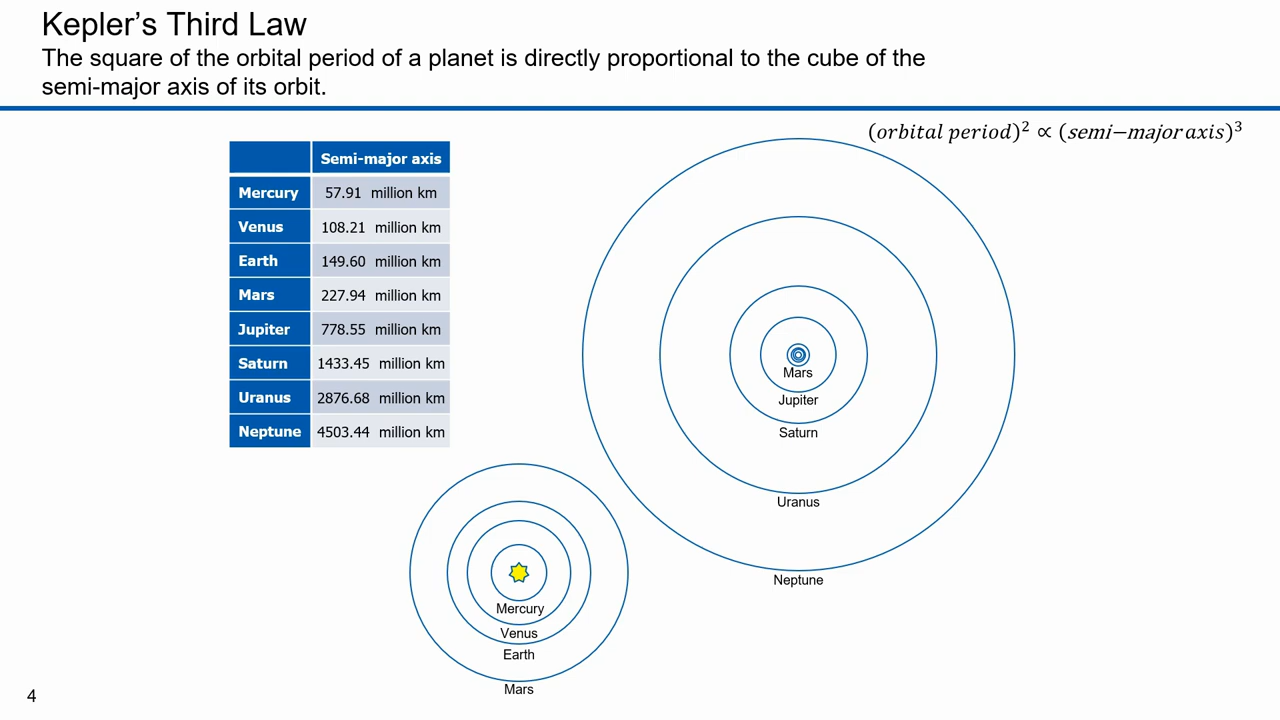 Kepler’s Third Law
The square of the orbital period of a planet is directly proportional to the cube of the
semi-major axis of its orbit.
(orbital period)² ∝ (semi−major axis)³
Semi-major axis
Mercury 57.91 million km
Venus 108.21 million km
Earth 149.60 million km
Mars 227.94 million km
Jupiter 778.55 million km
Saturn 1433.45 million km
Uranus 2876.68 million km
Neptune 4503.44 million km
Mars
Jupiter
Saturn
Uranus
Neptune
Mercury
Venus
Earth
Mars
4